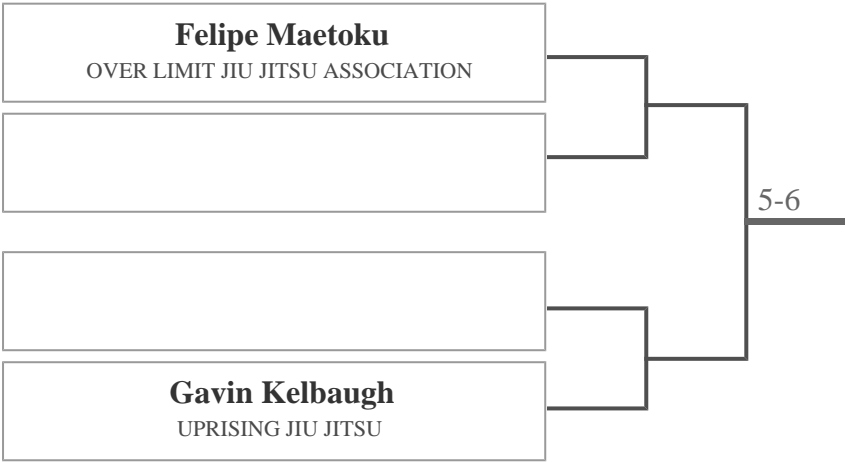 Felipe Maetoku
OVER LIMIT JIU JITSU ASSOCIATION
5-6
Gavin Kelbaugh
UPRISING JIU JITSU